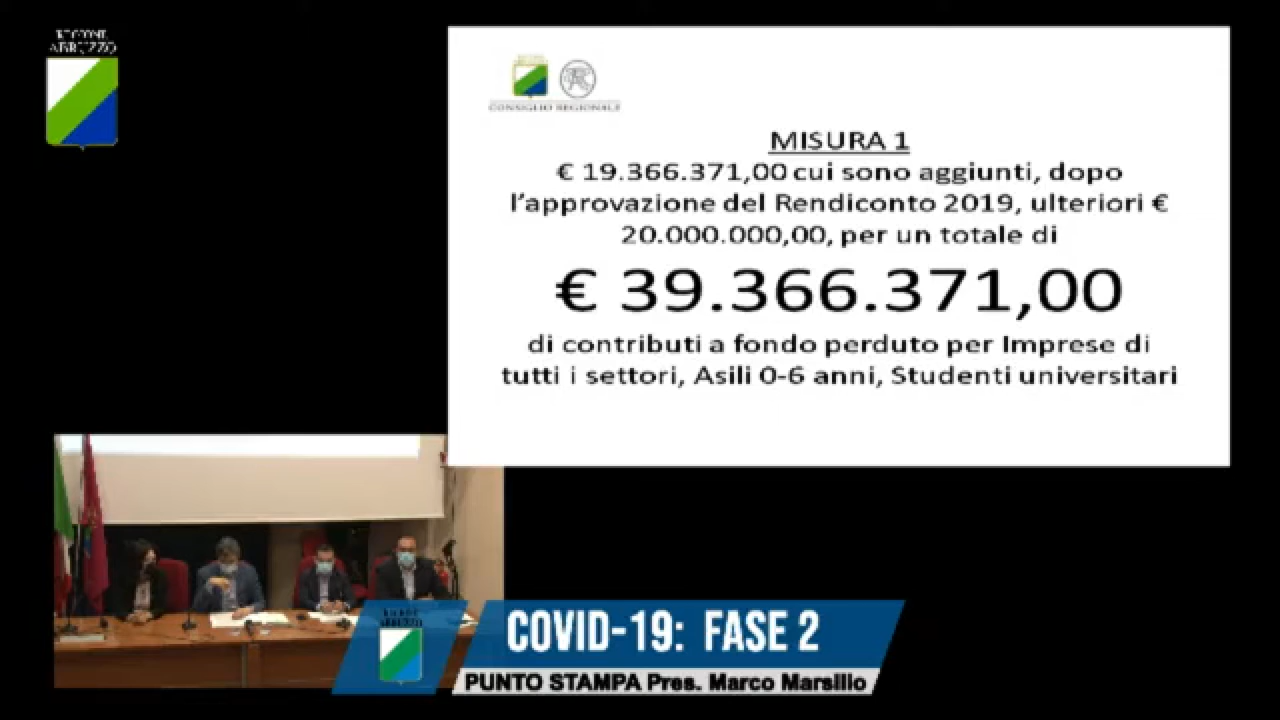 REGIONE
ABRUZZO
CONSIGLIO REGIONALE
MISURA 1
€ 19.366.371,00 cui sono aggiunti, dopo
l'approvazione del Rendiconto 2019, ulteriori €
20.000.000,00, per un totale di
€ 39.366.371,00
di contributi a fondo perduto per Imprese di
tutti i settori, Asili 0-6 anni, Studenti universitari
REGIONE
ABRUZZO
COVID-19: FASE 2
PUNTO STAMPA Pres. Marco Marsilio